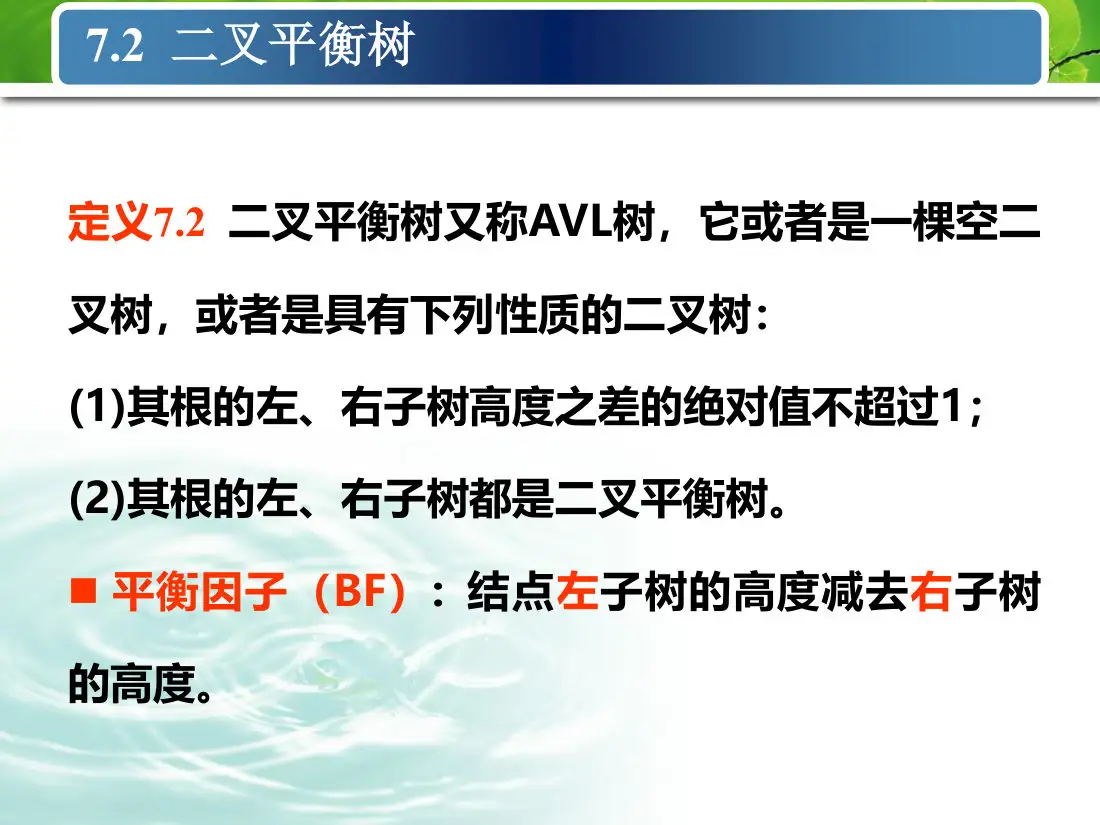 7.2 二叉平衡树
定义7.2 二叉平衡树又称AVL树，它或者是一棵空二
叉树，或者是具有下列性质的二叉树：
(1)其根的左、右子树高度之差的绝对值不超过1；
(2)其根的左、右子树都是二叉平衡树。
■ 平衡因子（BF）：结点左子树的高度减去右子树
的高度。